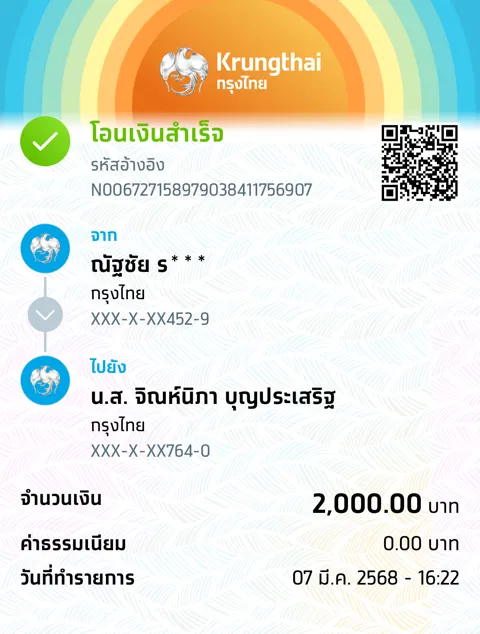 Krungthai
กรุงไทย
โอนเงินสำเร็จ
รหัสอ้างอิง
N006727158979038411756907
จาก
ณัฐชัย ร***
กรุงไทย
XXX-X-XX452-9
ไปยัง
น.ส. จิณห์นิภา บุญประเสริฐ
กรุงไทย
XXX-X-XX764-0
จำนวนเงิน 2,000.00 บาท
ค่าธรรมเนียม 0.00 บาท
วันที่ทำรายการ 07 มี.ค. 2568 - 16:22